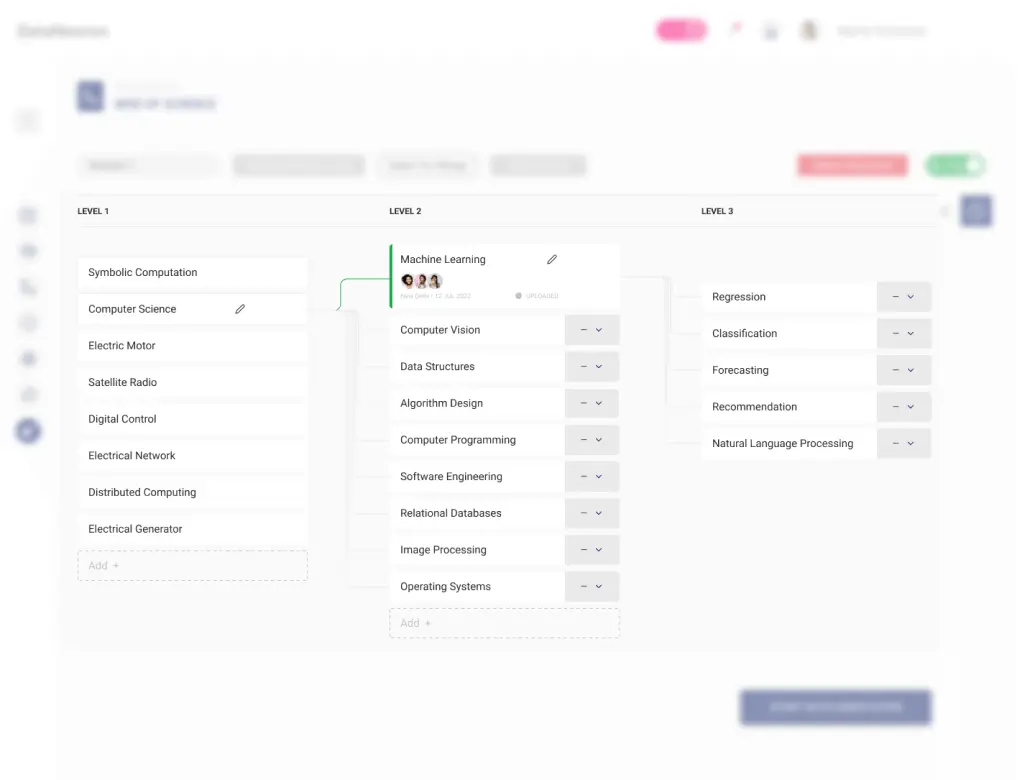 LEVEL 1
LEVEL 2
LEVEL 3
Symbolic Computation
Computer Science
Electric Motor
Satellite Radio
Digital Control
Electrical Network
Distributed Computing
Electrical Generator
Add +
Machine Learning
New Delhi • 12 JUL 2022
UPLOADED
Computer Vision
Data Structures
Algorithm Design
Computer Programming
Software Engineering
Relational Databases
Image Processing
Operating Systems
Add +
Regression
Classification
Forecasting
Recommendation
Natural Language Processing